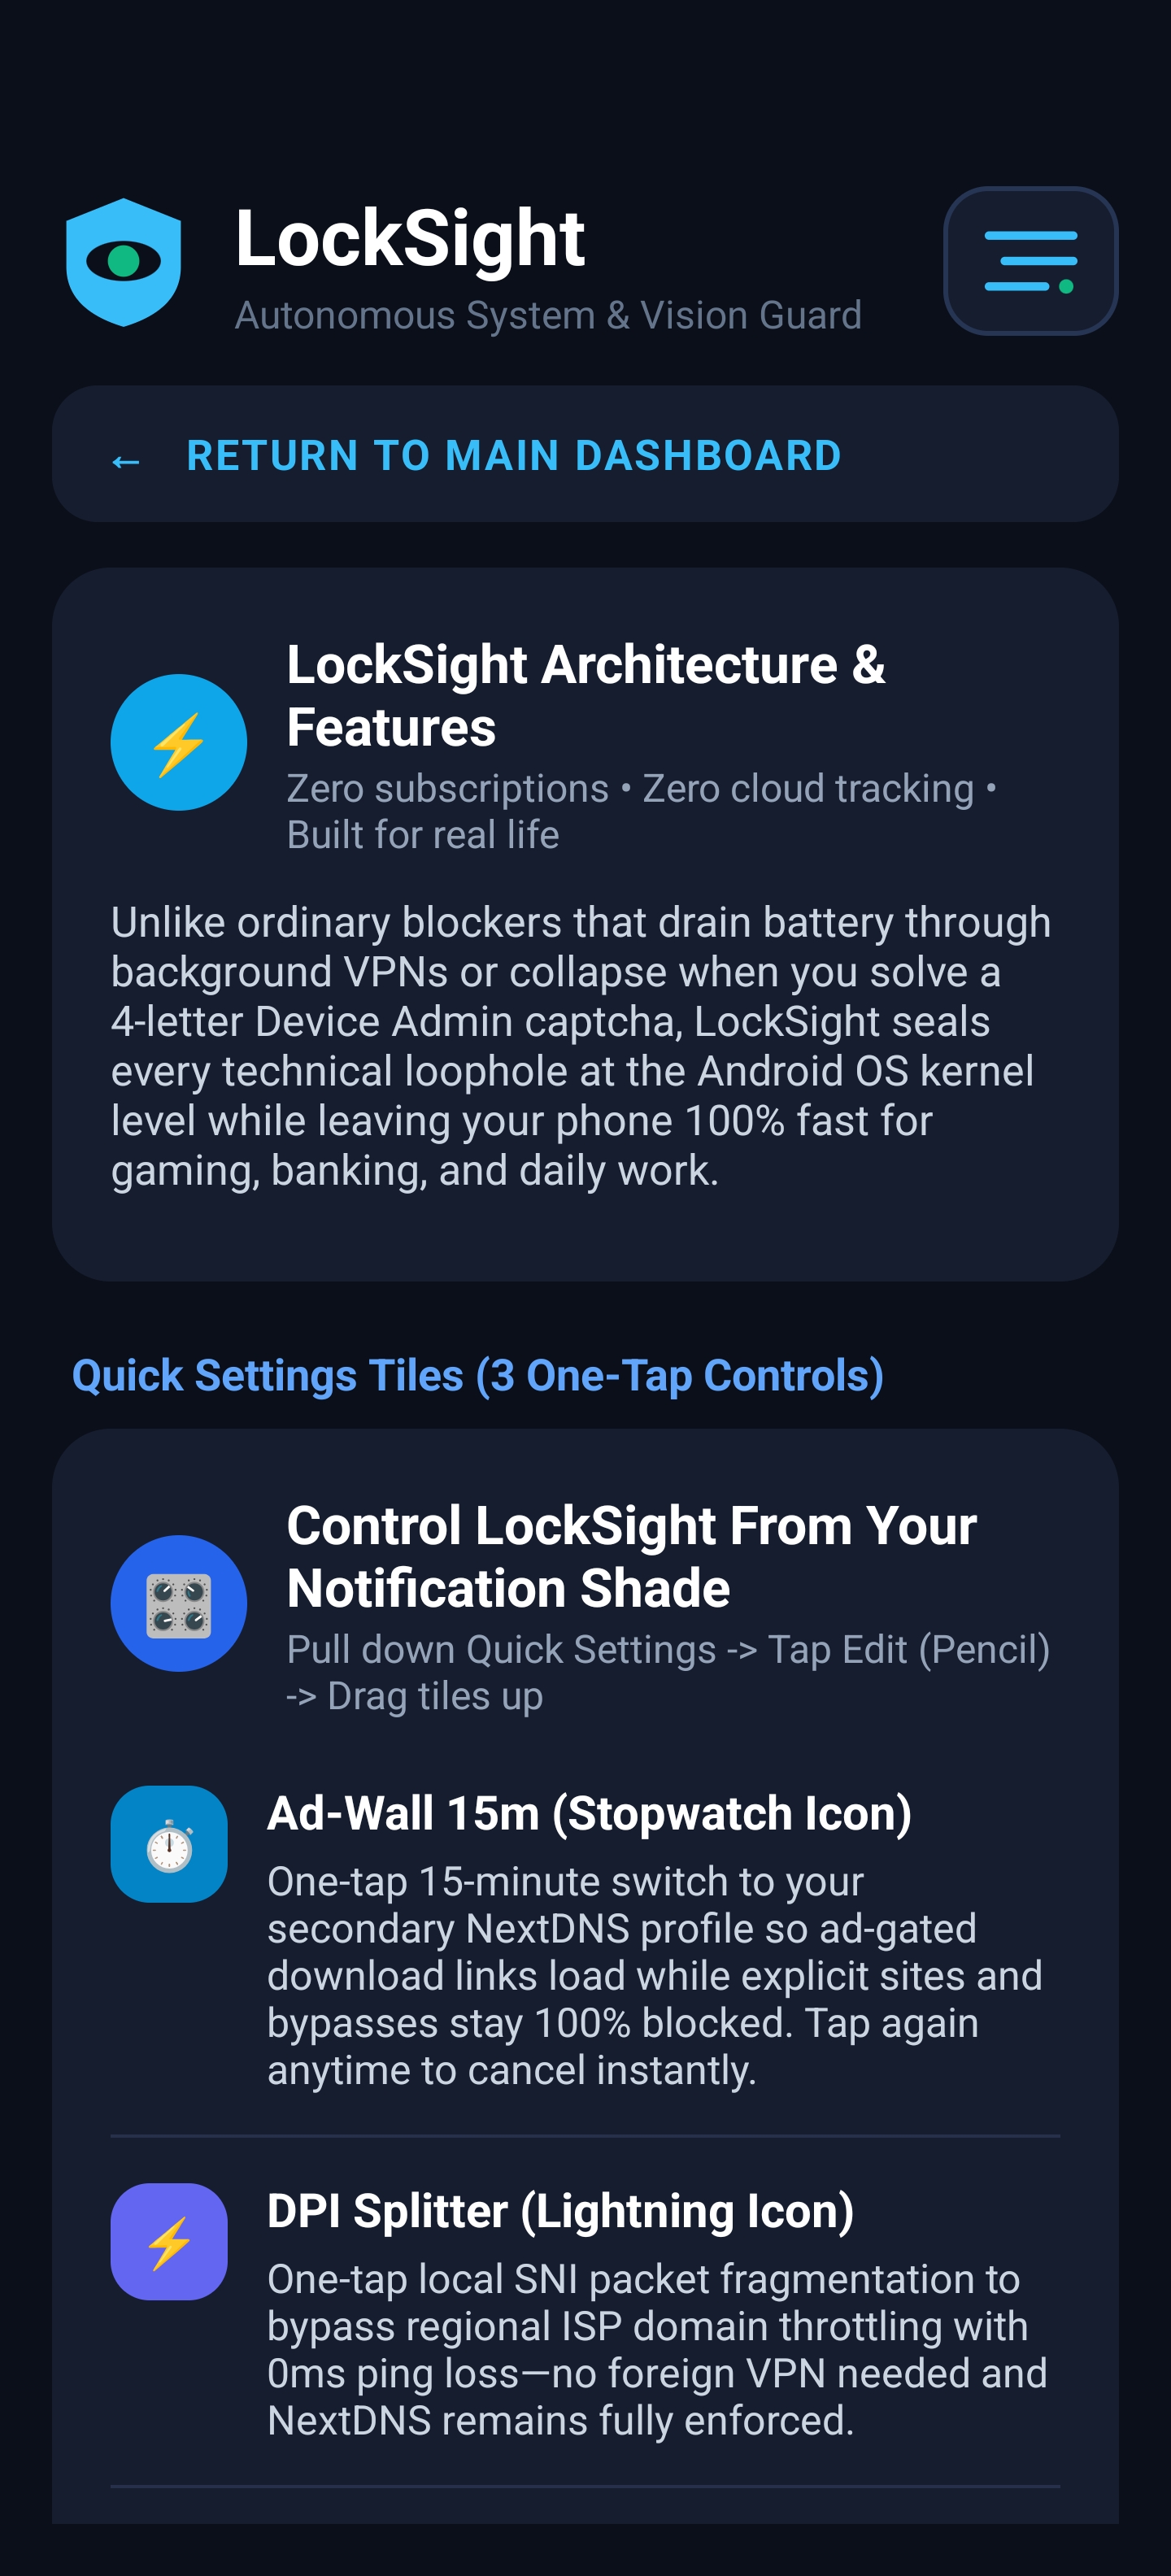 LockSight
Autonomous System & Vision Guard
← RETURN TO MAIN DASHBOARD
LockSight Architecture &
Features
Zero subscriptions • Zero cloud tracking •
Built for real life
Unlike ordinary blockers that drain battery through
background VPNs or collapse when you solve a
4-letter Device Admin captcha, LockSight seals
every technical loophole at the Android OS kernel
level while leaving your phone 100% fast for
gaming, banking, and daily work.
Quick Settings Tiles (3 One-Tap Controls)
Control LockSight From Your
Notification Shade
Pull down Quick Settings -> Tap Edit (Pencil)
-> Drag tiles up
Ad-Wall 15m (Stopwatch Icon)
One-tap 15-minute switch to your
secondary NextDNS profile so ad-gated
download links load while explicit sites and
bypasses stay 100% blocked. Tap again
anytime to cancel instantly.
DPI Splitter (Lightning Icon)
One-tap local SNI packet fragmentation to
bypass regional ISP domain throttling with
0ms ping loss—no foreign VPN needed and
NextDNS remains fully enforced.